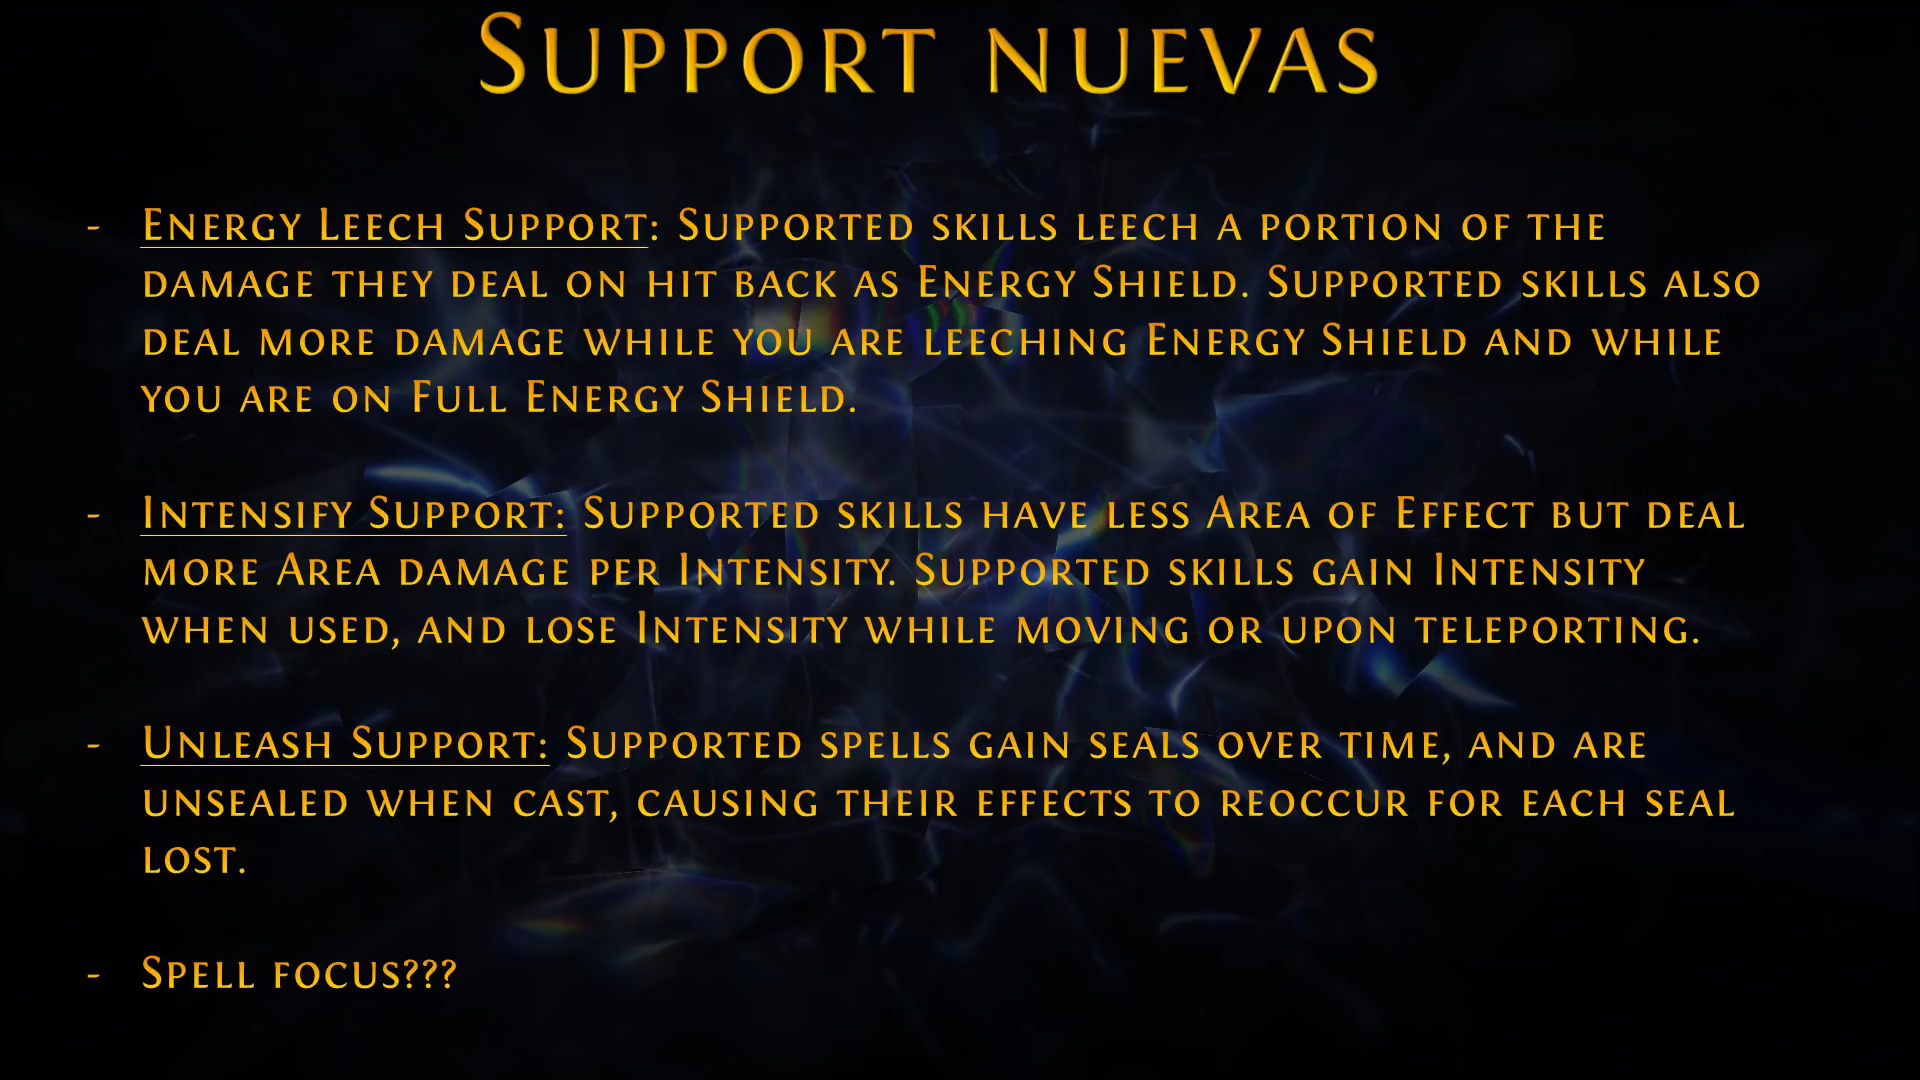 Support nuevas
- Energy Leech Support: Supported skills leech a portion of the
damage they deal on hit back as Energy Shield. Supported skills also
deal more damage while you are leeching Energy Shield and while
you are on Full Energy Shield.
- Intensify Support: Supported skills have less Area of Effect but deal
more Area damage per Intensity. Supported skills gain Intensity
when used, and lose Intensity while moving or upon teleporting.
- Unleash Support: Supported spells gain seals over time, and are
unsealed when cast, causing their effects to reoccur for each seal
lost.
- Spell focus???